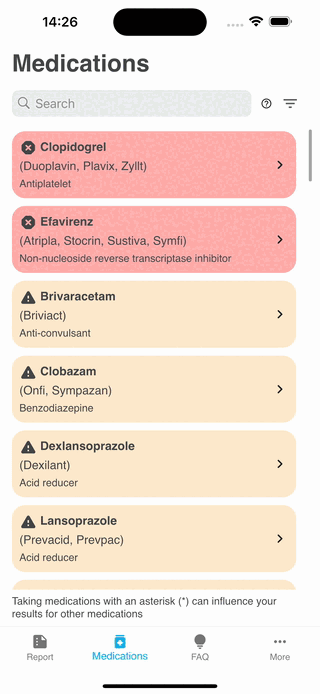 14:26
Medications
Search
Clopidogrel
(Duoplavin, Plavix, Zyllt)
Antiplatelet
Efavirenz
(Atripla, Stocrin, Sustiva, Symfi)
Non-nucleoside reverse transcriptase inhibitor
Brivaracetam
(Briviact)
Anti-convulsant
Clobazam
(Onfi, Sympazan)
Benzodiazepine
Dexlansoprazole
(Dexilant)
Acid reducer
Lansoprazole
(Prevacid, Prevpac)
Acid reducer
Taking medications with an asterisk (*) can influence your
results for other medications
Report
Medications
FAQ
More